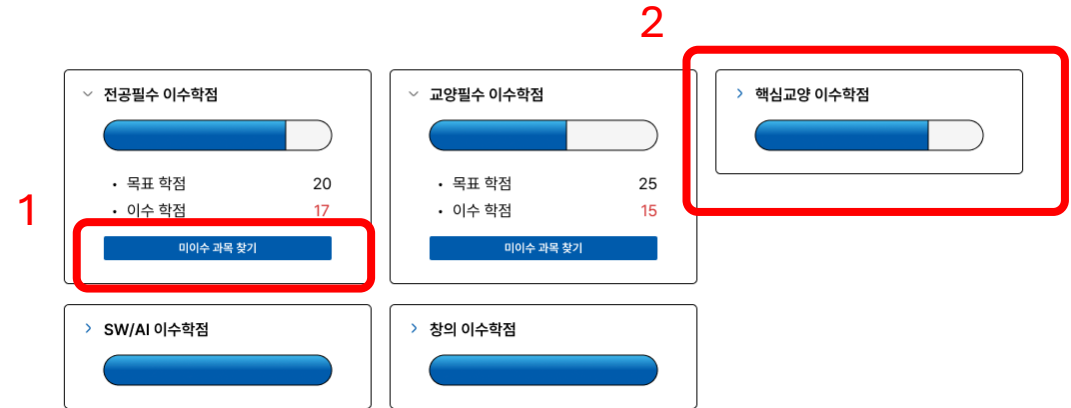 2
전공필수 이수학점
교양필수 이수학점
핵심교양 이수학점
• 목표 학점 20
• 이수 학점 17
미이수 과목 찾기
• 목표 학점 25
• 이수 학점 15
미이수 과목 찾기
1
SW/AI 이수학점
창의 이수학점